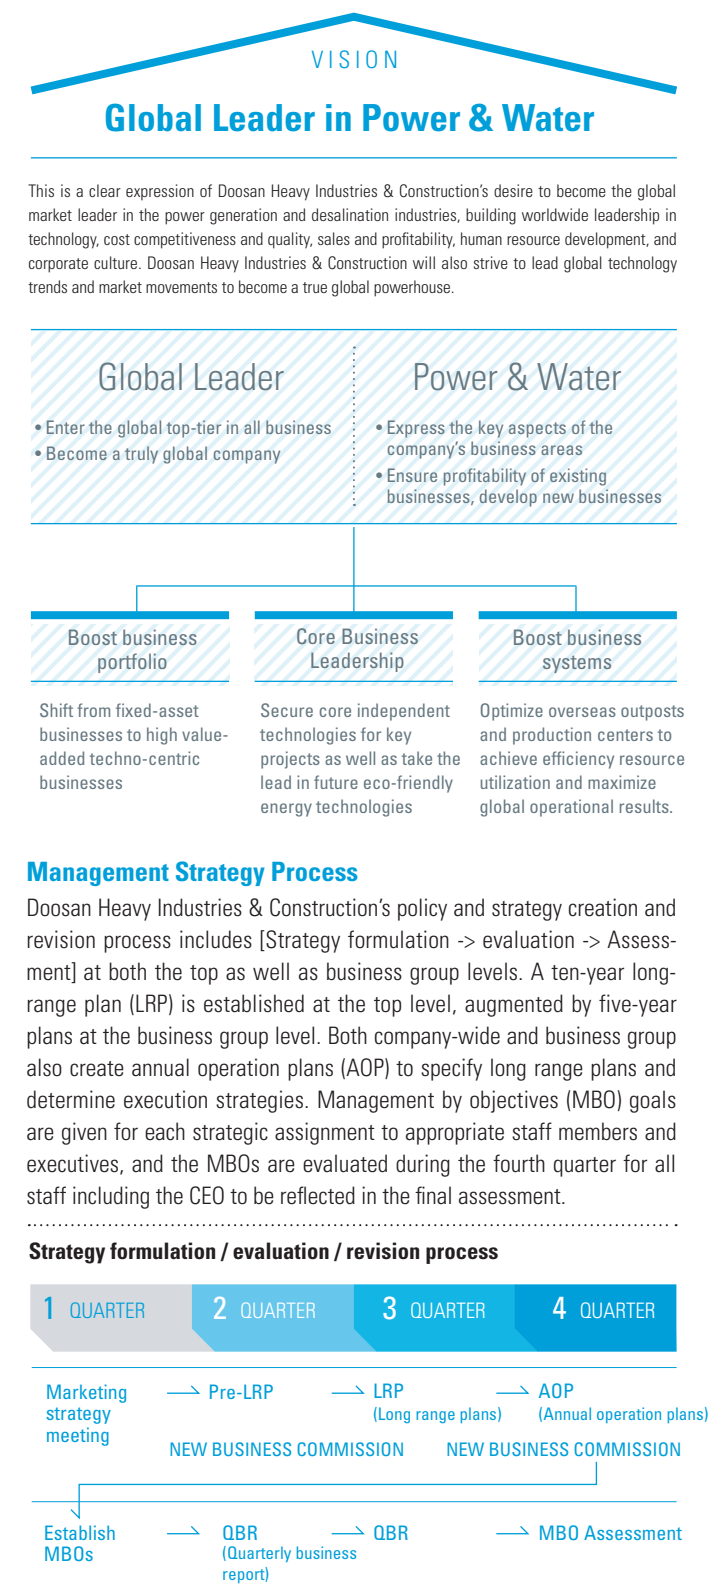 VISION
Global Leader in Power & Water
This is a clear expression of Doosan Heavy Industries & Construction's desire to become the global
market leader in the power generation and desalination industries, building worldwide leadership in
technology, cost competitiveness and quality, sales and profitability, human resource development, and
corporate culture. Doosan Heavy Industries & Construction will also strive to lead global technology
trends and market movements to become a true global powerhouse.
Global Leader
• Enter the global top-tier in all business
• Become a truly global company
Power & Water
• Express the key aspects of the
company's business areas
• Ensure profitability of existing
businesses, develop new businesses
Boost business
portfolio
Shift from fixed-asset
businesses to high value-
added techno-centric
businesses
Core Business
Leadership
Secure core independent
technologies for key
projects as well as take the
lead in future eco-friendly
energy technologies
Boost business
systems
Optimize overseas outposts
and production centers to
achieve efficiency resource
utilization and maximize
global operational results.
Management Strategy Process
Doosan Heavy Industries & Construction's policy and strategy creation and
revision process includes [Strategy formulation -> evaluation -> Assess-
ment] at both the top as well as business group levels. A ten-year long-
range plan (LRP) is established at the top level, augmented by five-year
plans at the business group level. Both company-wide and business group
also create annual operation plans (AOP) to specify long range plans and
determine execution strategies. Management by objectives (MBO) goals
are given for each strategic assignment to appropriate staff members and
executives, and the MBOs are evaluated during the fourth quarter for all
staff including the CEO to be reflected in the final assessment.
Strategy formulation / evaluation / revision process
1 QUARTER
2 QUARTER
3 QUARTER
4 QUARTER
Marketing
strategy
meeting
Pre-LRP
LRP
(Long range plans)
AOP
(Annual operation plans)
NEW BUSINESS COMMISSION
NEW BUSINESS COMMISSION
Establish
MBOs
QBR
(Quarterly business
report)
QBR
MBO Assessment